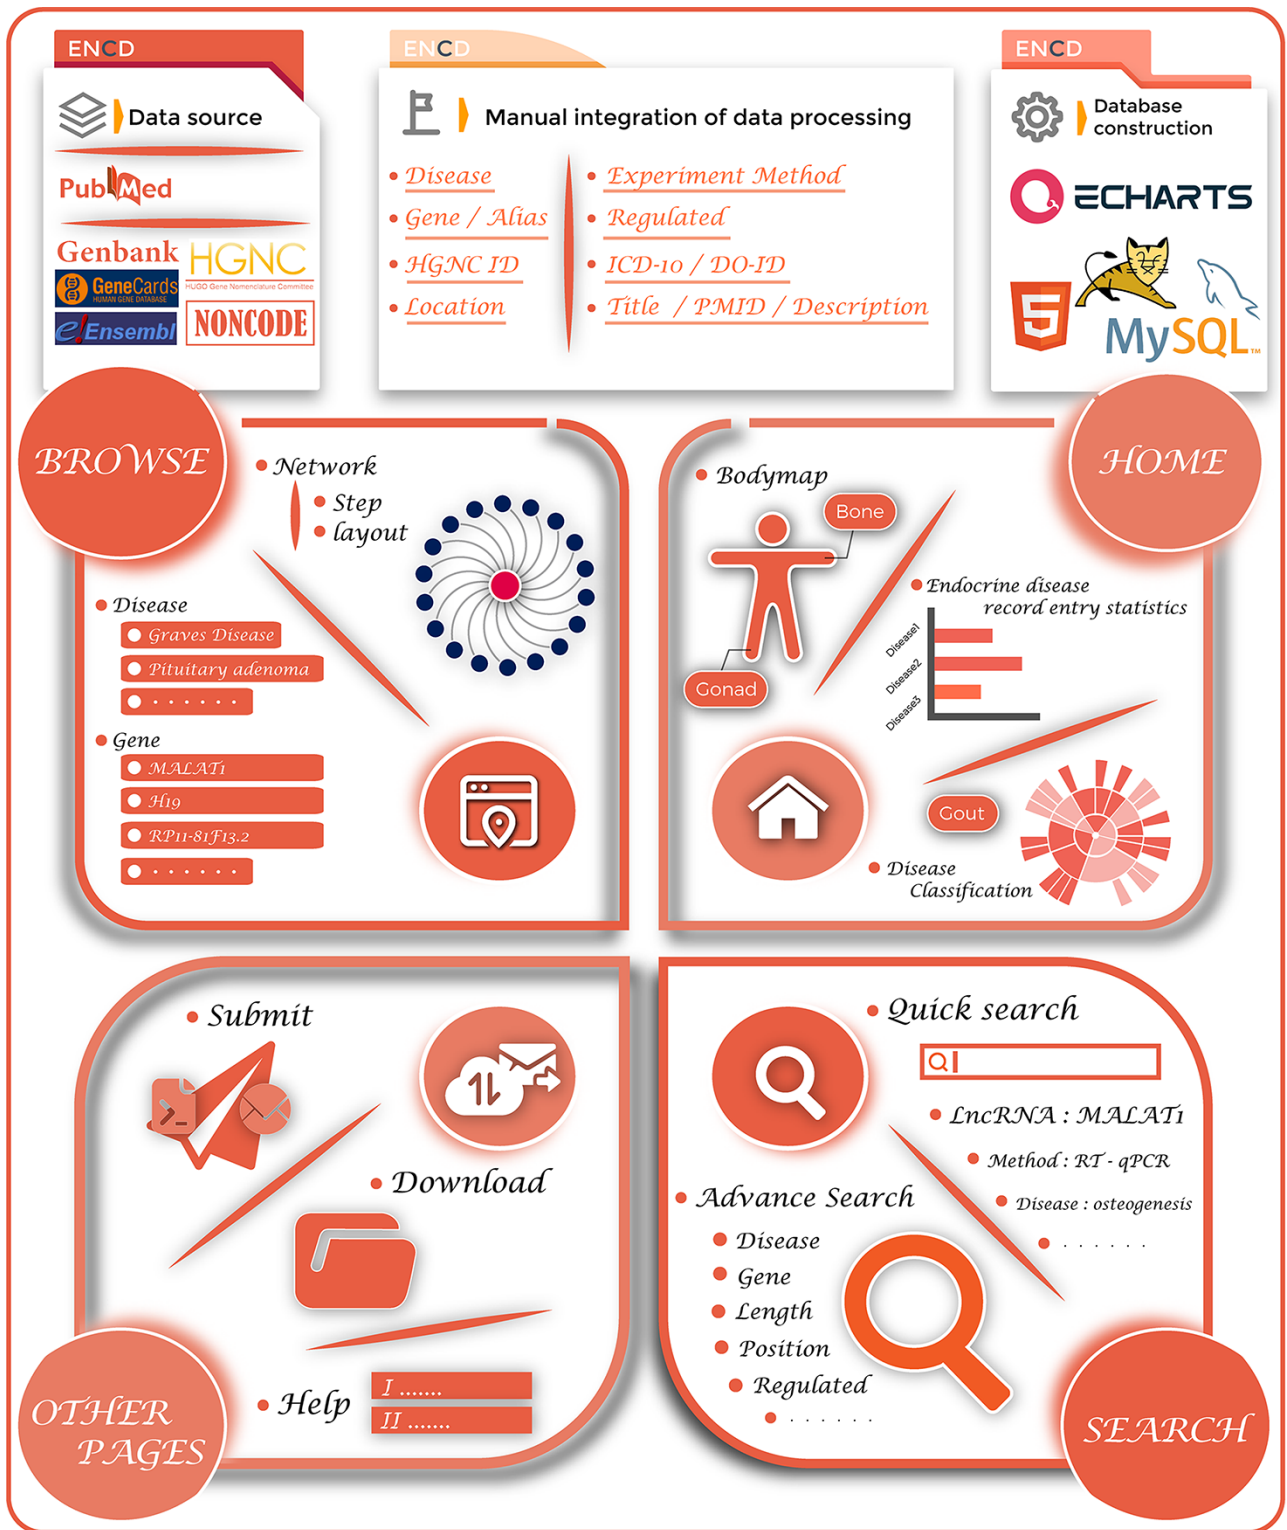 ENCD
Data source
PubMed
Genbank
HGNC
HUGO Gene Nomenclature Committee
GeneCards
HUMAN GENE DATABASE
e!Ensembl
NONCODE
ENCD
Manual integration of data processing
Disease
Gene / Alias
HGNC ID
Location
Experiment Method
Regulated
ICD-10 / DO-ID
Title / PMID / Description
ENCD
Database
construction
ECHARTS
5
MySQL™
BROWSE
Network
Step
layout
Disease
Graves Disease
Pituitary adenoma
. . . . . .
Gene
MALAT1
H19
RP11-81F13.2
. . . . . .
HOME
Bodymap
Bone
Gonad
Endocrine disease
record entry statistics
Disease1
Disease2
Disease3
Gout
Disease
Classification
Submit
Download
Help
I .......
II .......
OTHER
PAGES
Quick search
LncRNA : MALAT1
Method : RT - qPCR
Disease : osteogenesis
. . . . . .
Advance Search
Disease
Gene
Length
Position
Regulated
. . . . . .
SEARCH